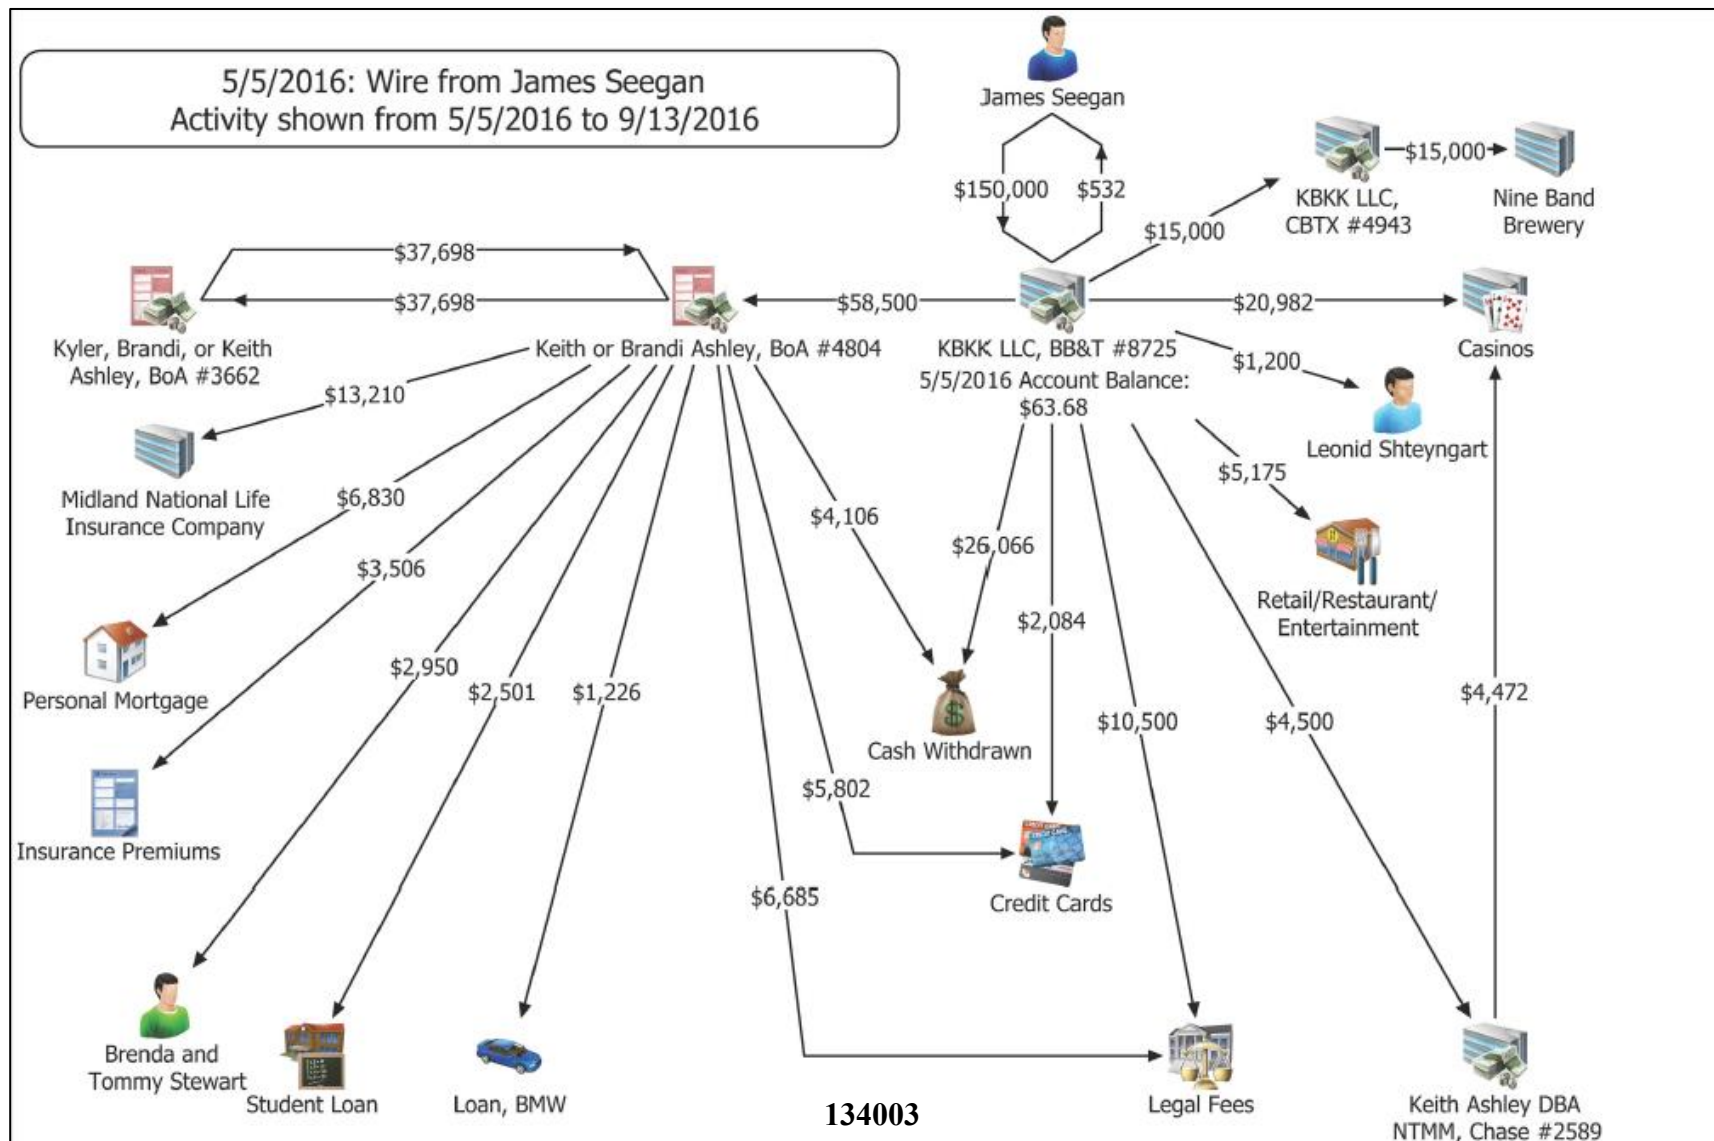 5/5/2016: Wire from James Seegan
Activity shown from 5/5/2016 to 9/13/2016
James Seegan
$150,000
$532
$15,000
KBKK LLC,
CBTX #4943
$15,000
Nine Band
Brewery
$37,698
$37,698
Kyler, Brandi, or Keith
Ashley, BoA #3662
Keith or Brandi Ashley, BoA #4804
$58,500
KBKK LLC, BB&T #8725
5/5/2016 Account Balance:
$63.68
$20,982
Casinos
$1,200
Leonid Shteyngart
$5,175
Retail/Restaurant/
Entertainment
$13,210
Midland National Life
Insurance Company
$6,830
Personal Mortgage
$3,506
Insurance Premiums
$2,950
Brenda and
Tommy Stewart
$2,501
Student Loan
$1,226
Loan, BMW
$4,106
$26,066
Cash Withdrawn
$2,084
$5,802
Credit Cards
$6,685
$10,500
Legal Fees
$4,500
$4,472
Keith Ashley DBA
NTMM, Chase #2589
134003